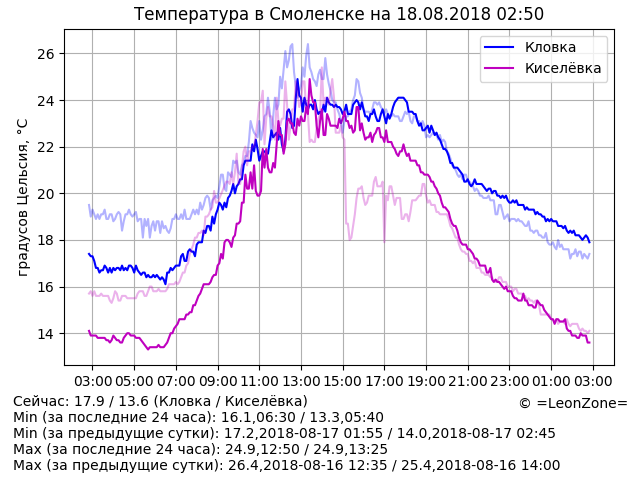 Температура в Смоленске на 18.08.2018 02:50
Кловка
Киселёвка
градусов Цельсия, °C
26
24
22
20
18
16
14
03:00 05:00 07:00 09:00 11:00 13:00 15:00 17:00 19:00 21:00 23:00 01:00 03:00
Сейчас: 17.9 / 13.6 (Кловка / Киселёвка)
© =LeonZone=
Min (за последние 24 часа): 16.1,06:30 / 13.3,05:40
Min (за предыдущие сутки): 17.2,2018-08-17 01:55 / 14.0,2018-08-17 02:45
Max (за последние 24 часа): 24.9,12:50 / 24.9,13:25
Max (за предыдущие сутки): 26.4,2018-08-16 12:35 / 25.4,2018-08-16 14:00